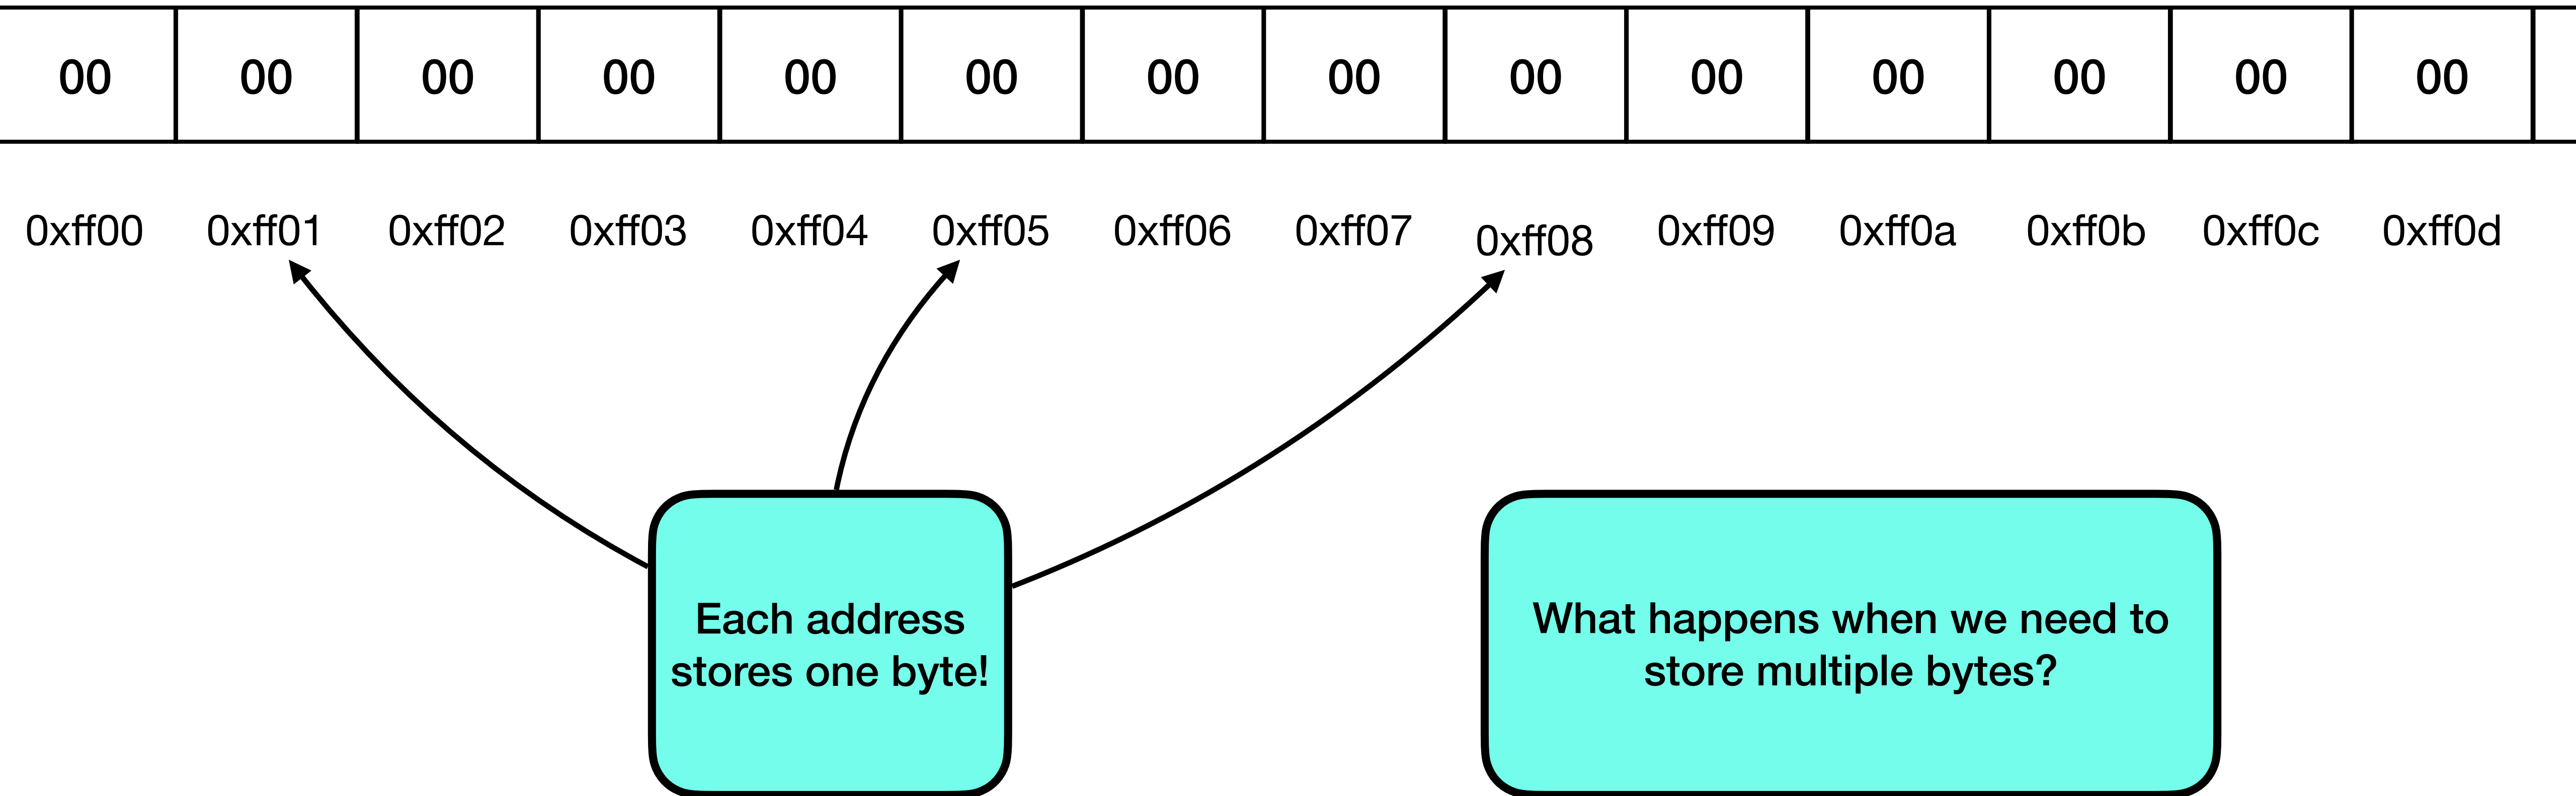 00 00 00 00 00 00 00 00 00 00 00 00 00 00
0xff00 0xff01 0xff02 0xff03 0xff04 0xff05 0xff06 0xff07 0xff08 0xff09 0xff0a 0xff0b 0xff0c 0xff0d
Each address
stores one byte!
What happens when we need to
store multiple bytes?